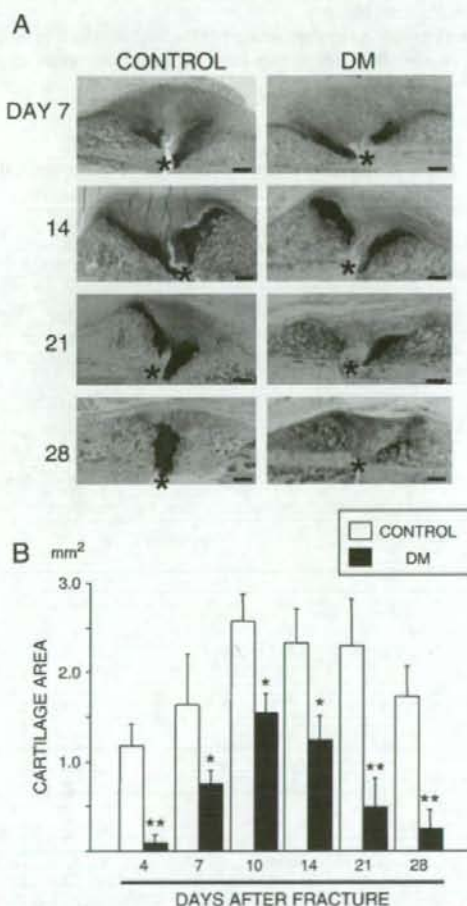 A
CONTROL DM
DAY 7
* *
14
* *
21
* *
28
* *
B mm²
CONTROL
DM
CARTILAGE AREA
3.0
2.0
1.0
** * * * ** **
4 7 10 14 21 28
DAYS AFTER FRACTURE